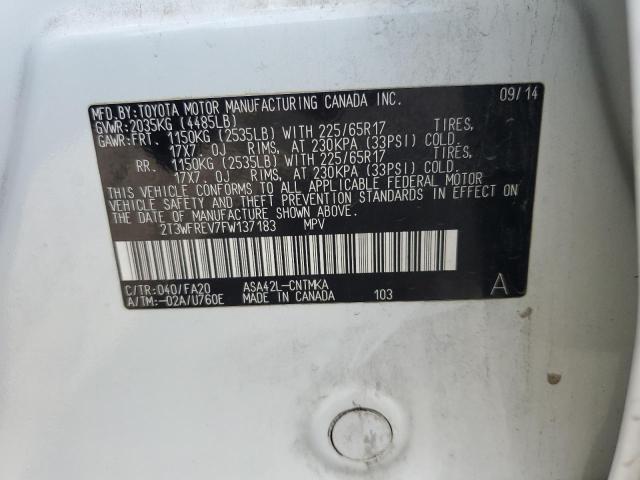 MFD.BY:TOYOTA MOTOR MANUFACTURING CANADA INC. 09/14
GVWR:2035KG (4485LB)
GAWR:FRT. 1150KG (2535LB) WITH 225/65R17 TIRES,
17X7.0J RIMS, AT 230KPA (33PSI) COLD.
RR. 1150KG (2535LB) WITH 225/65R17 TIRES,
17X7.0J RIMS, AT 230KPA (33PSI) COLD.
THIS VEHICLE CONFORMS TO ALL APPLICABLE FEDERAL MOTOR
VEHICLE SAFETY AND THEFT PREVENTION STANDARDS IN EFFECT ON
THE DATE OF MANUFACTURE SHOWN ABOVE.
2T3WFREV7FW137183 MPV
C/TR:040/FA20 ASA42L-CNTMKA
A/TM:-02A/U760E MADE IN CANADA 103 A